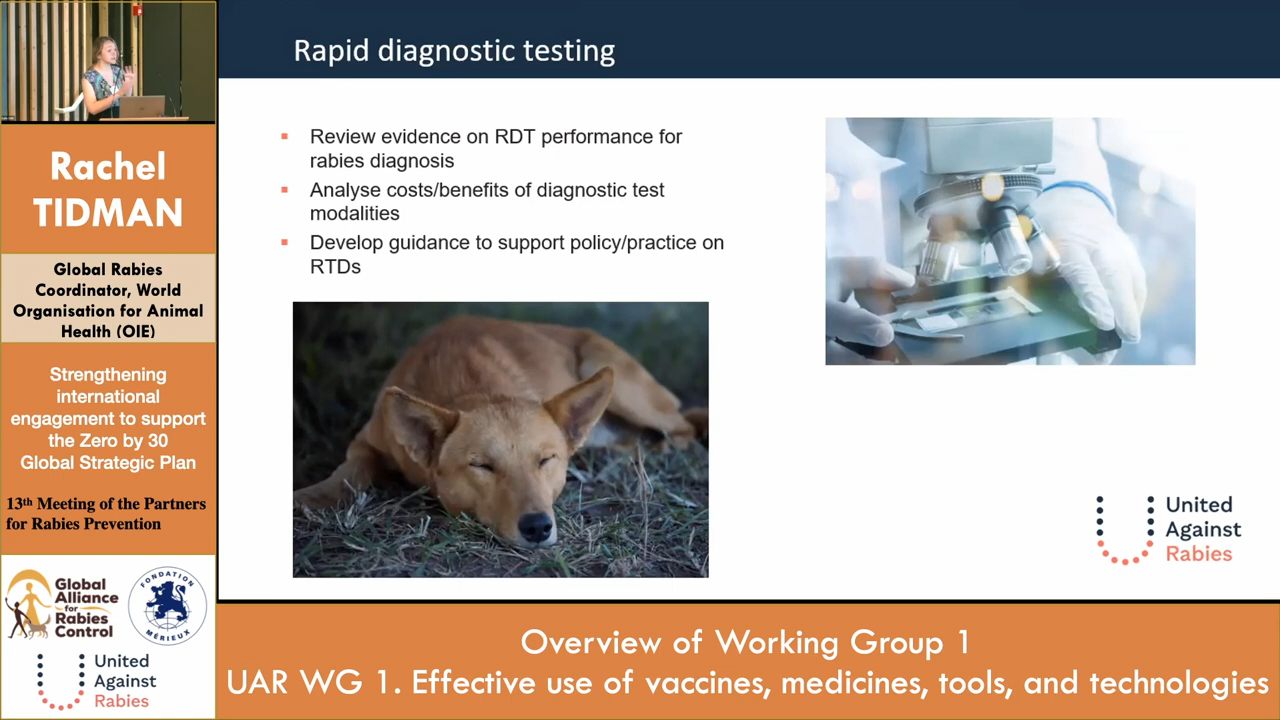 Rapid diagnostic testing
Review evidence on RDT performance for
rabies diagnosis
Analyse costs/benefits of diagnostic test
modalities
Develop guidance to support policy/practice on
RTDs
United
Against
Rabies
Rachel
TIDMAN
Global Rabies
Coordinator, World
Organisation for Animal
Health (OIE)
Strengthening
international
engagement to support
the Zero by 30
Global Strategic Plan
13th Meeting of the Partners
for Rabies Prevention
Global
Alliance
for
Rabies
Control
FONDATION
MÉRIEUX
United
Against
Rabies
Overview of Working Group 1
UAR WG 1. Effective use of vaccines, medicines, tools, and technologies